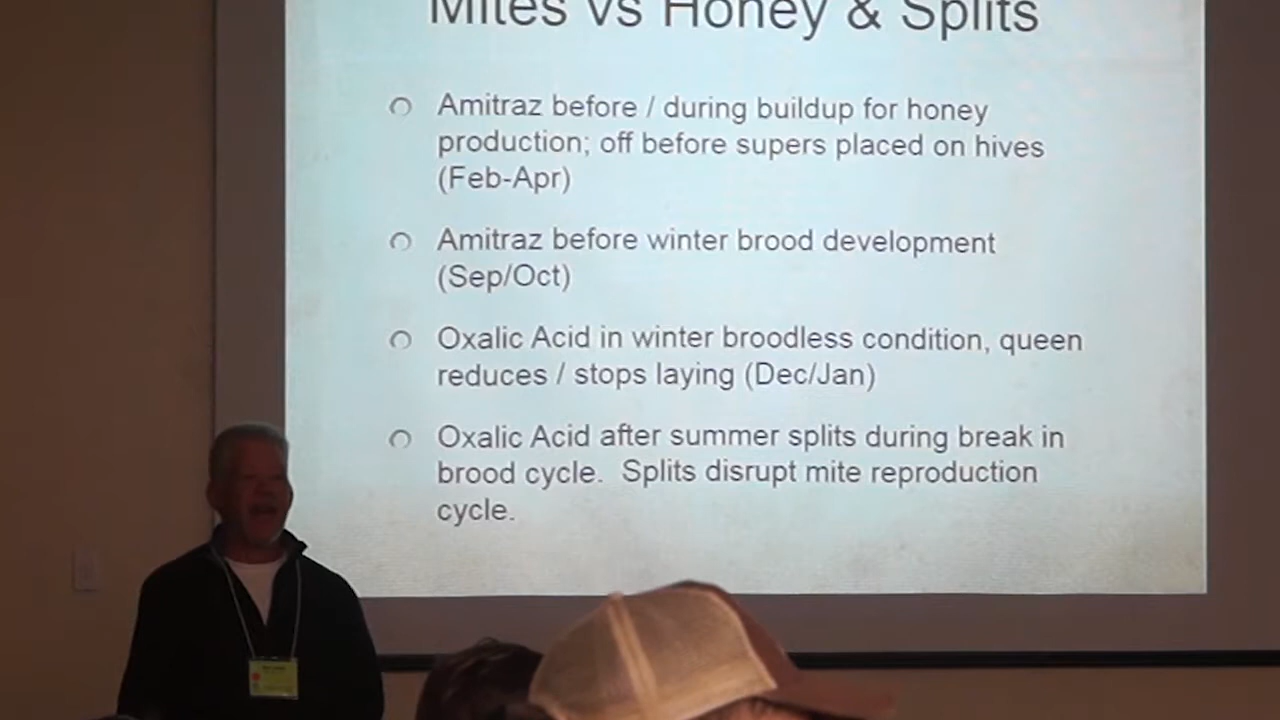 Mites vs Honey & Splits
Amitraz before / during buildup for honey
production; off before supers placed on hives
(Feb-Apr)
Amitraz before winter brood development
(Sep/Oct)
Oxalic Acid in winter broodless condition, queen
reduces / stops laying (Dec/Jan)
Oxalic Acid after summer splits during break in
brood cycle. Splits disrupt mite reproduction
cycle.